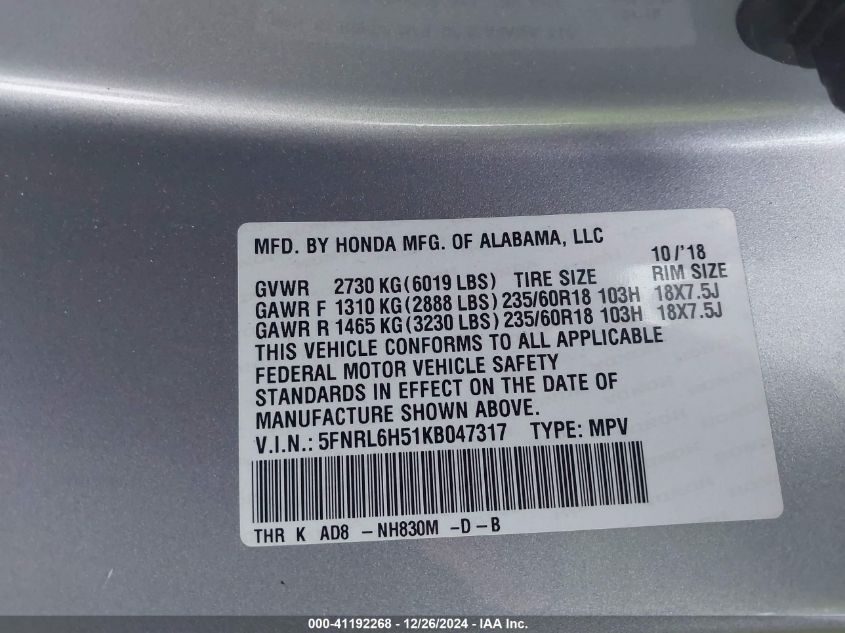 MFD. BY HONDA MFG. OF ALABAMA, LLC
10/'18
GVWR 2730 KG(6019 LBS) TIRE SIZE RIM SIZE
GAWR F 1310 KG(2888 LBS) 235/60R18 103H 18X7.5J
GAWR R 1465 KG(3230 LBS) 235/60R18 103H 18X7.5J
THIS VEHICLE CONFORMS TO ALL APPLICABLE
FEDERAL MOTOR VEHICLE SAFETY
STANDARDS IN EFFECT ON THE DATE OF
MANUFACTURE SHOWN ABOVE.
V.I.N.: 5FNRL6H51KB047317 TYPE: MPV
THR K AD8 -NH830M -D-B
000-41192268 - 12/26/2024 - IAA Inc.